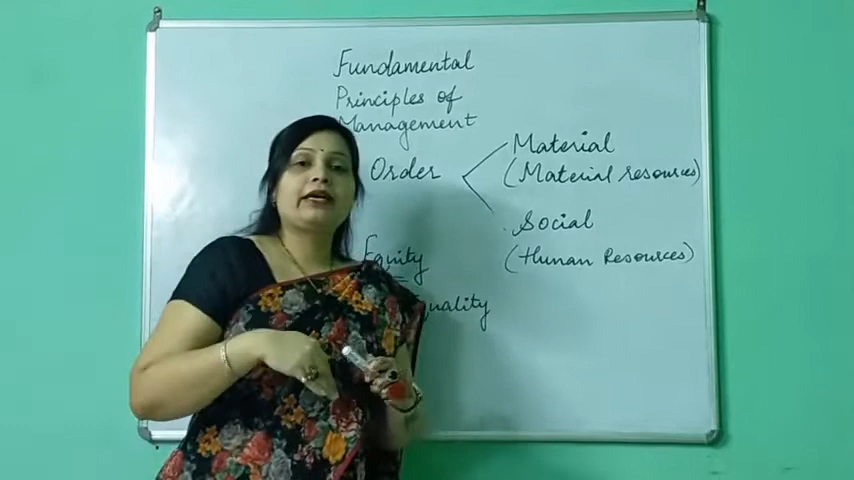 Fundamental
Principles of
Management
Order
Material
(Material resources)
Social
(Human Resources)
Equity